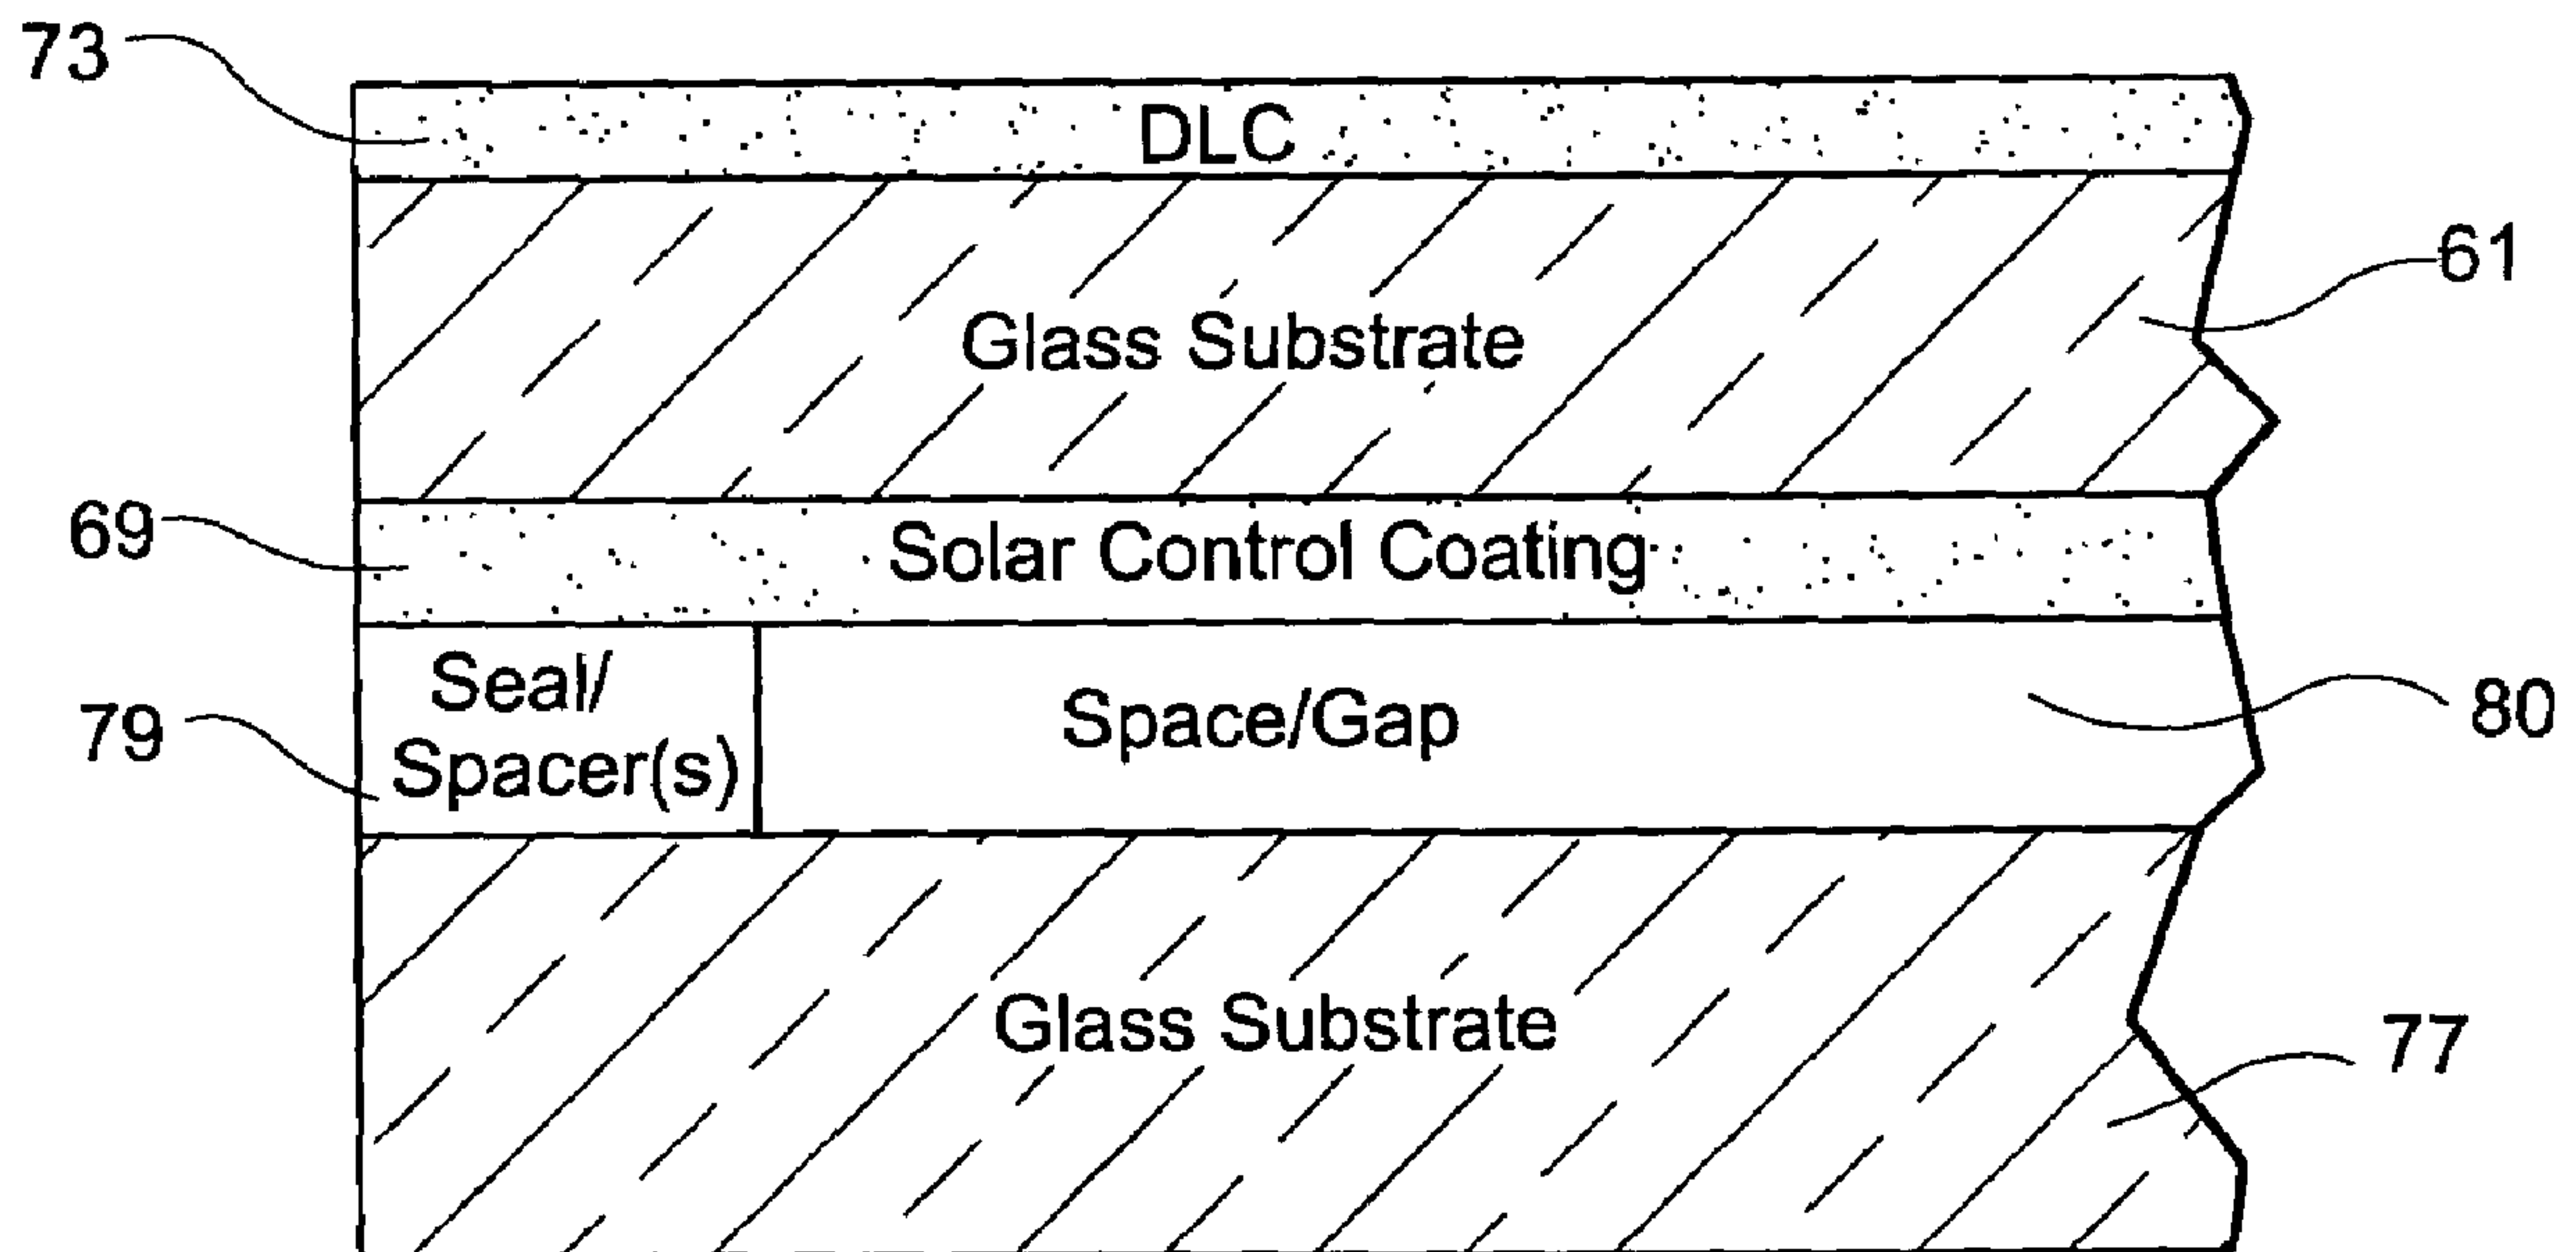 73
DLC
61
Glass Substrate
69
Solar Control Coating
Seal/
Spacer(s)
79
Space/Gap
80
Glass Substrate
77